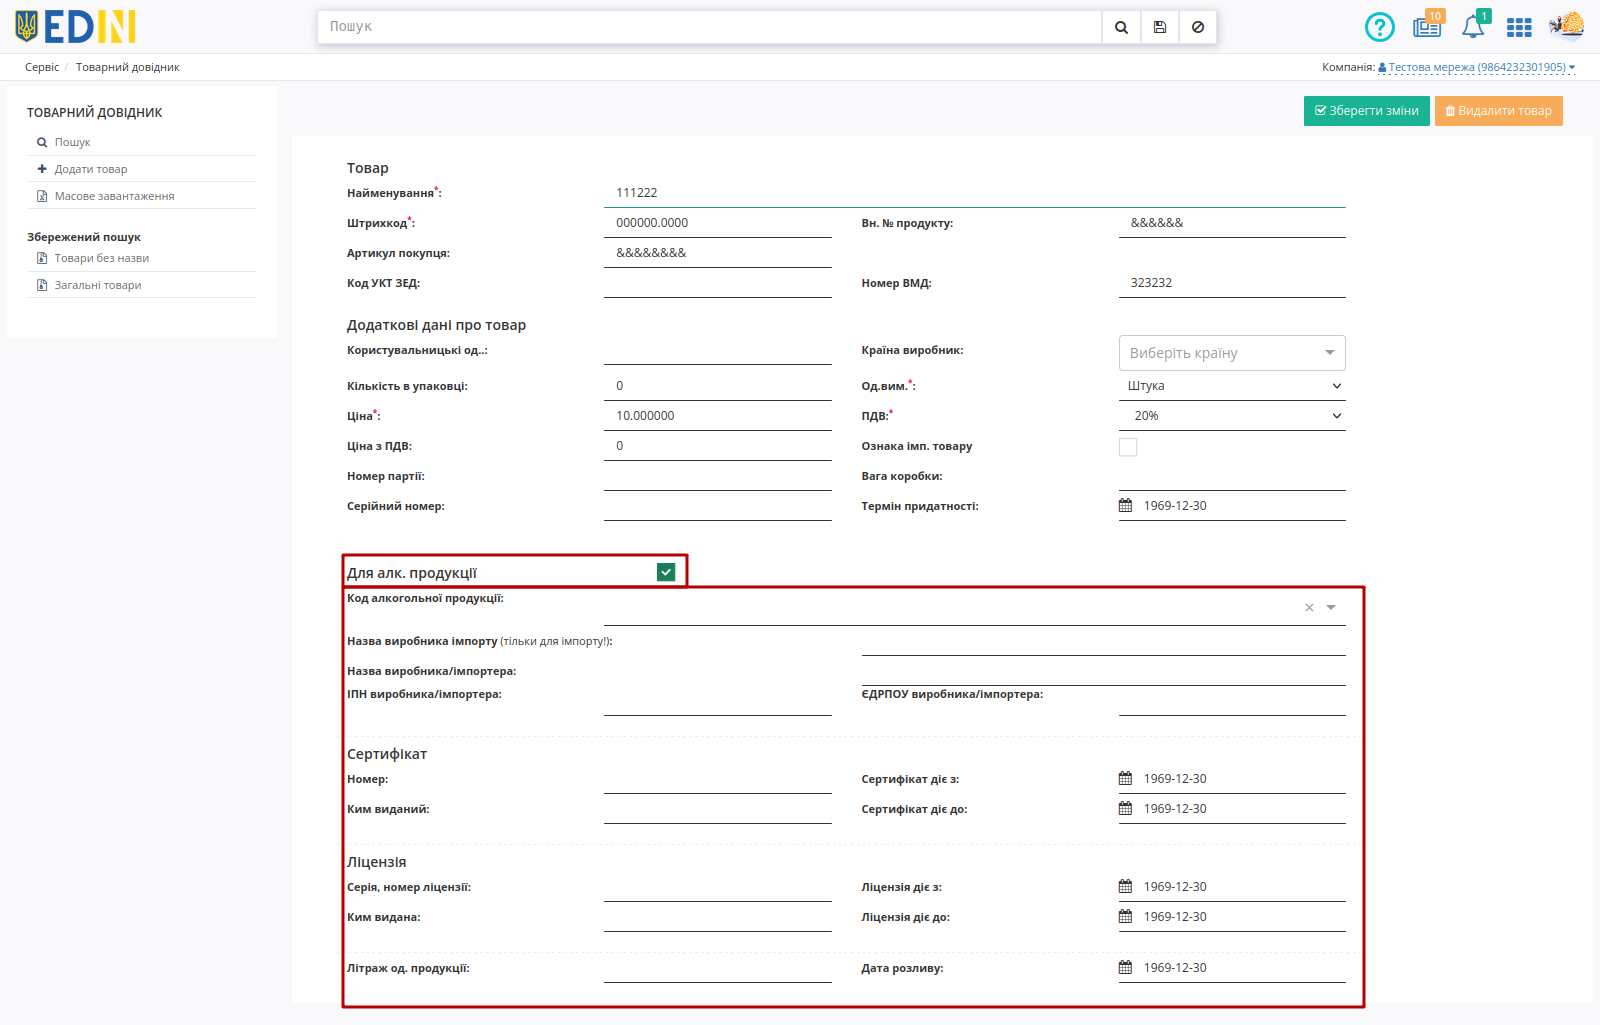 EDIN
Пошук
10
1
Сервіс / Товарний довідник
Компанія: Тестова мережа (9864232301905)
ТОВАРНИЙ ДОВІДНИК
Пошук
Додати товар
Масове завантаження
Збережений пошук
Товари без назви
Загальні товари
Зберегти зміни
Видалити товар
Товар
Найменування*: 111222
Штрихкод*: 000000.0000 Вн. № продукту: &&&&&&
Артикул покупця: &&&&&&&&
Код УКТ ЗЕД: Номер ВМД: 323232
Додаткові дані про товар
Користувальницькі од..: Країна виробник: Виберіть країну
Кількість в упаковці: 0 Од.вим.*: Штука
Ціна*: 10.000000 ПДВ:* 20%
Ціна з ПДВ: 0 Ознака імп. товару
Номер партії: Вага коробки:
Серійний номер: Термін придатності: 1969-12-30
Для алк. продукції
Код алкогольної продукції:
Назва виробника імпорту (тільки для імпорту!):
Назва виробника/імпортера:
ІПН виробника/імпортера: ЄДРПОУ виробника/імпортера:
Сертифікат
Номер: Сертифікат діє з: 1969-12-30
Ким виданий: Сертифікат діє до: 1969-12-30
Ліцензія
Серія, номер ліцензії: Ліцензія діє з: 1969-12-30
Ким видана: Ліцензія діє до: 1969-12-30
Літраж од. продукції: Дата розливу: 1969-12-30